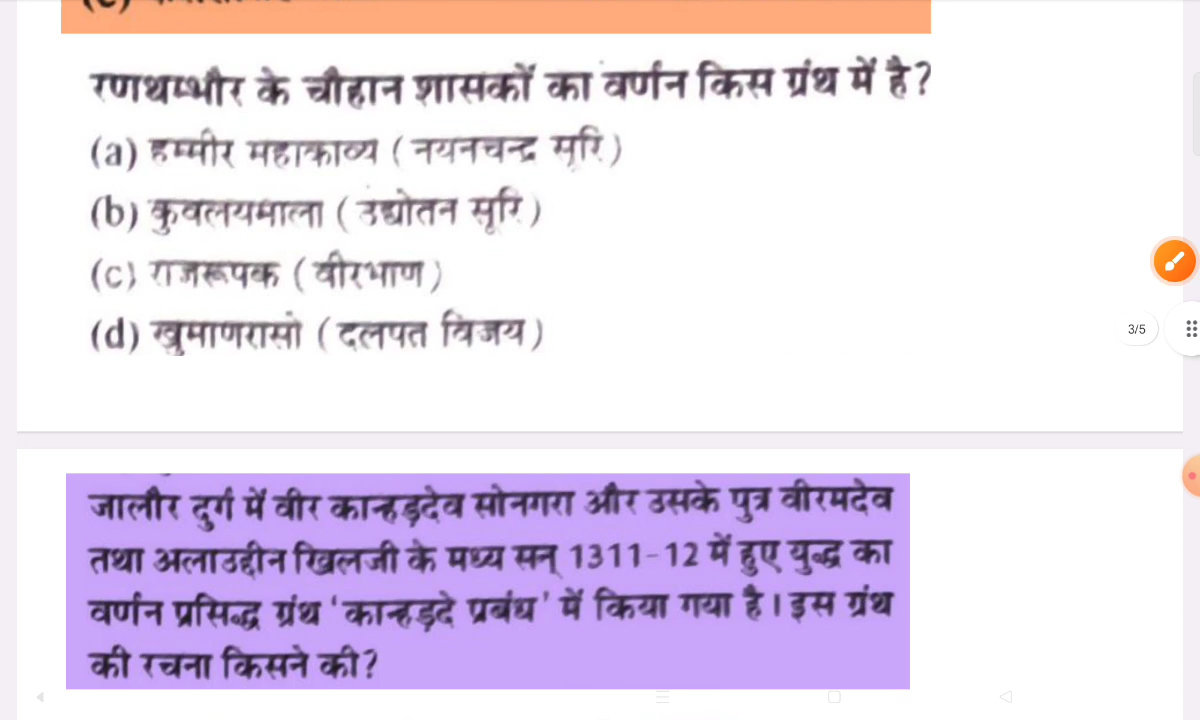 रणथम्भौर के चौहान शासकों का वर्णन किस ग्रंथ में है?
(a) हम्मीर महाकाव्य (नयनचन्द्र सूरि)
(b) कुवलयमाला (उद्योतन सूरि)
(c) राजरूपक (वीरभाण)
(d) खुमाणरासो (दलपत विजय)
3/5
जालौर दुर्ग में वीर कान्हड़देव सोनगरा और उसके पुत्र वीरमदेव
तथा अलाउद्दीन खिलजी के मध्य सन् 1311-12 में हुए युद्ध का
वर्णन प्रसिद्ध ग्रंथ 'कान्हड़दे प्रबंध' में किया गया है। इस ग्रंथ
की रचना किसने की?